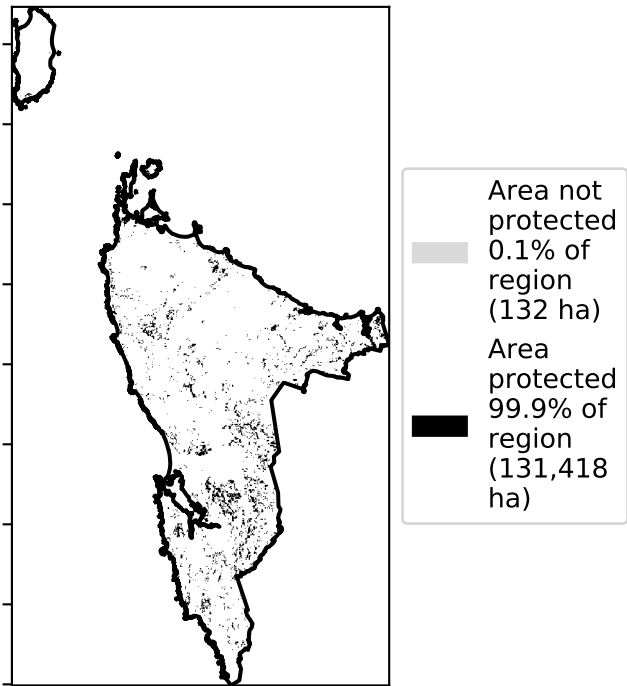 Area not
protected
0.1% of
region
(132 ha)
Area
protected
99.9% of
region
(131,418
ha)